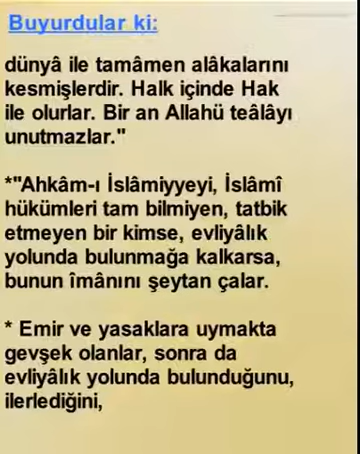 Buyurdular ki:
dünyâ ile tamâmen alâkalarını
kesmişlerdir. Halk içinde Hak
ile olurlar. Bir an Allahü teâlâyı
unutmazlar."
*"Ahkâm-ı İslâmiyyeyi, İslâmî
hükümleri tam bilmiyen, tatbik
etmeyen bir kimse, evliyâlık
yolunda bulunmağa kalkarsa,
bunun îmânını şeytan çalar.
* Emir ve yasaklara uymakta
gevşek olanlar, sonra da
evliyâlık yolunda bulunduğunu,
ilerlediğini,